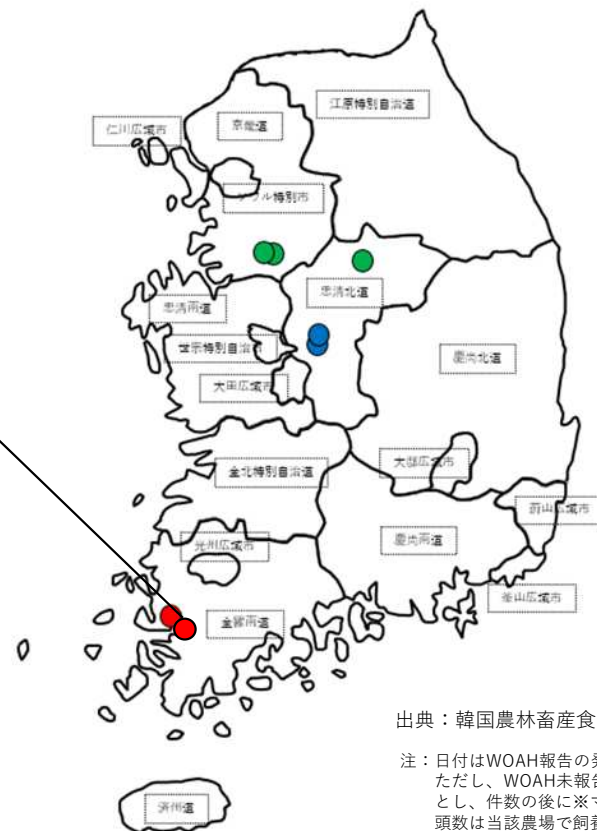 江原特別自治道
仁川広域市
京畿道
ソウル特別市
忠清北道
忠清南道
世宗特別自治市
慶尚北道
大田広域市
大邱広域市
全北特別自治道
蔚山広域市
光州広域市
慶尚南道
釜山広域市
全羅南道
済州道
出典：韓国農林畜産食
注：日付はWOAH報告の発
ただし、WOAH未報告
とし、件数の後に※マ
頭数は当該農場で飼養